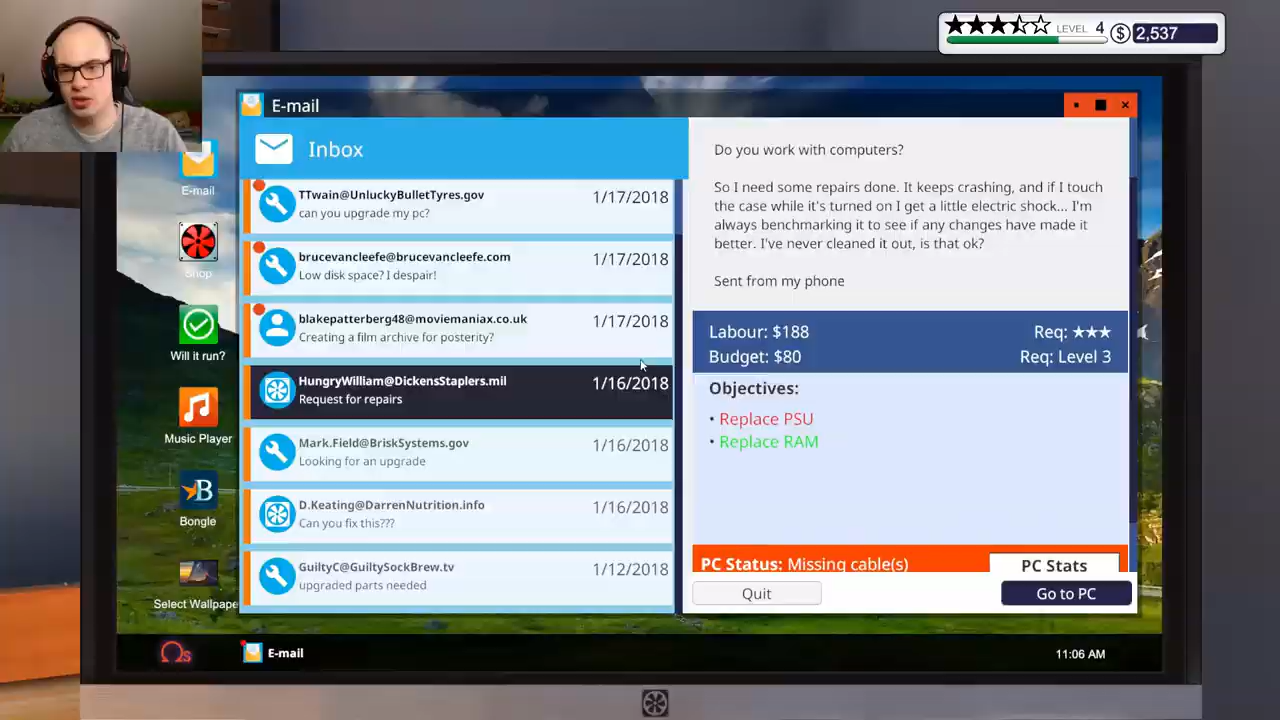 LEVEL 4 $ 2,537
E-mail
Inbox
TTwain@UnluckyBulletTyres.gov 1/17/2018
can you upgrade my pc?
brucevancleefe@brucevancleefe.com 1/17/2018
Low disk space? I despair!
blakepatterberg48@moviemaniax.co.uk 1/17/2018
Creating a film archive for posterity?
HungryWilliam@DickensStaplers.mil 1/16/2018
Request for repairs
Mark.Field@BriskSystems.gov 1/16/2018
Looking for an upgrade
D.Keating@DarrenNutrition.info 1/16/2018
Can you fix this???
GuiltyC@GuiltySockBrew.tv 1/12/2018
upgraded parts needed
Do you work with computers?
So I need some repairs done. It keeps crashing, and if I touch
the case while it's turned on I get a little electric shock... I'm
always benchmarking it to see if any changes have made it
better. I've never cleaned it out, is that ok?
Sent from my phone
Labour: $188 Req: ★★★
Budget: $80 Req: Level 3
Objectives:
• Replace PSU
• Replace RAM
PC Status: Missing cable(s) PC Stats
Quit Go to PC
E-mail
Shop
Will it run?
Music Player
B
Bongle
Select Wallpape
Ωs E-mail 11:06 AM